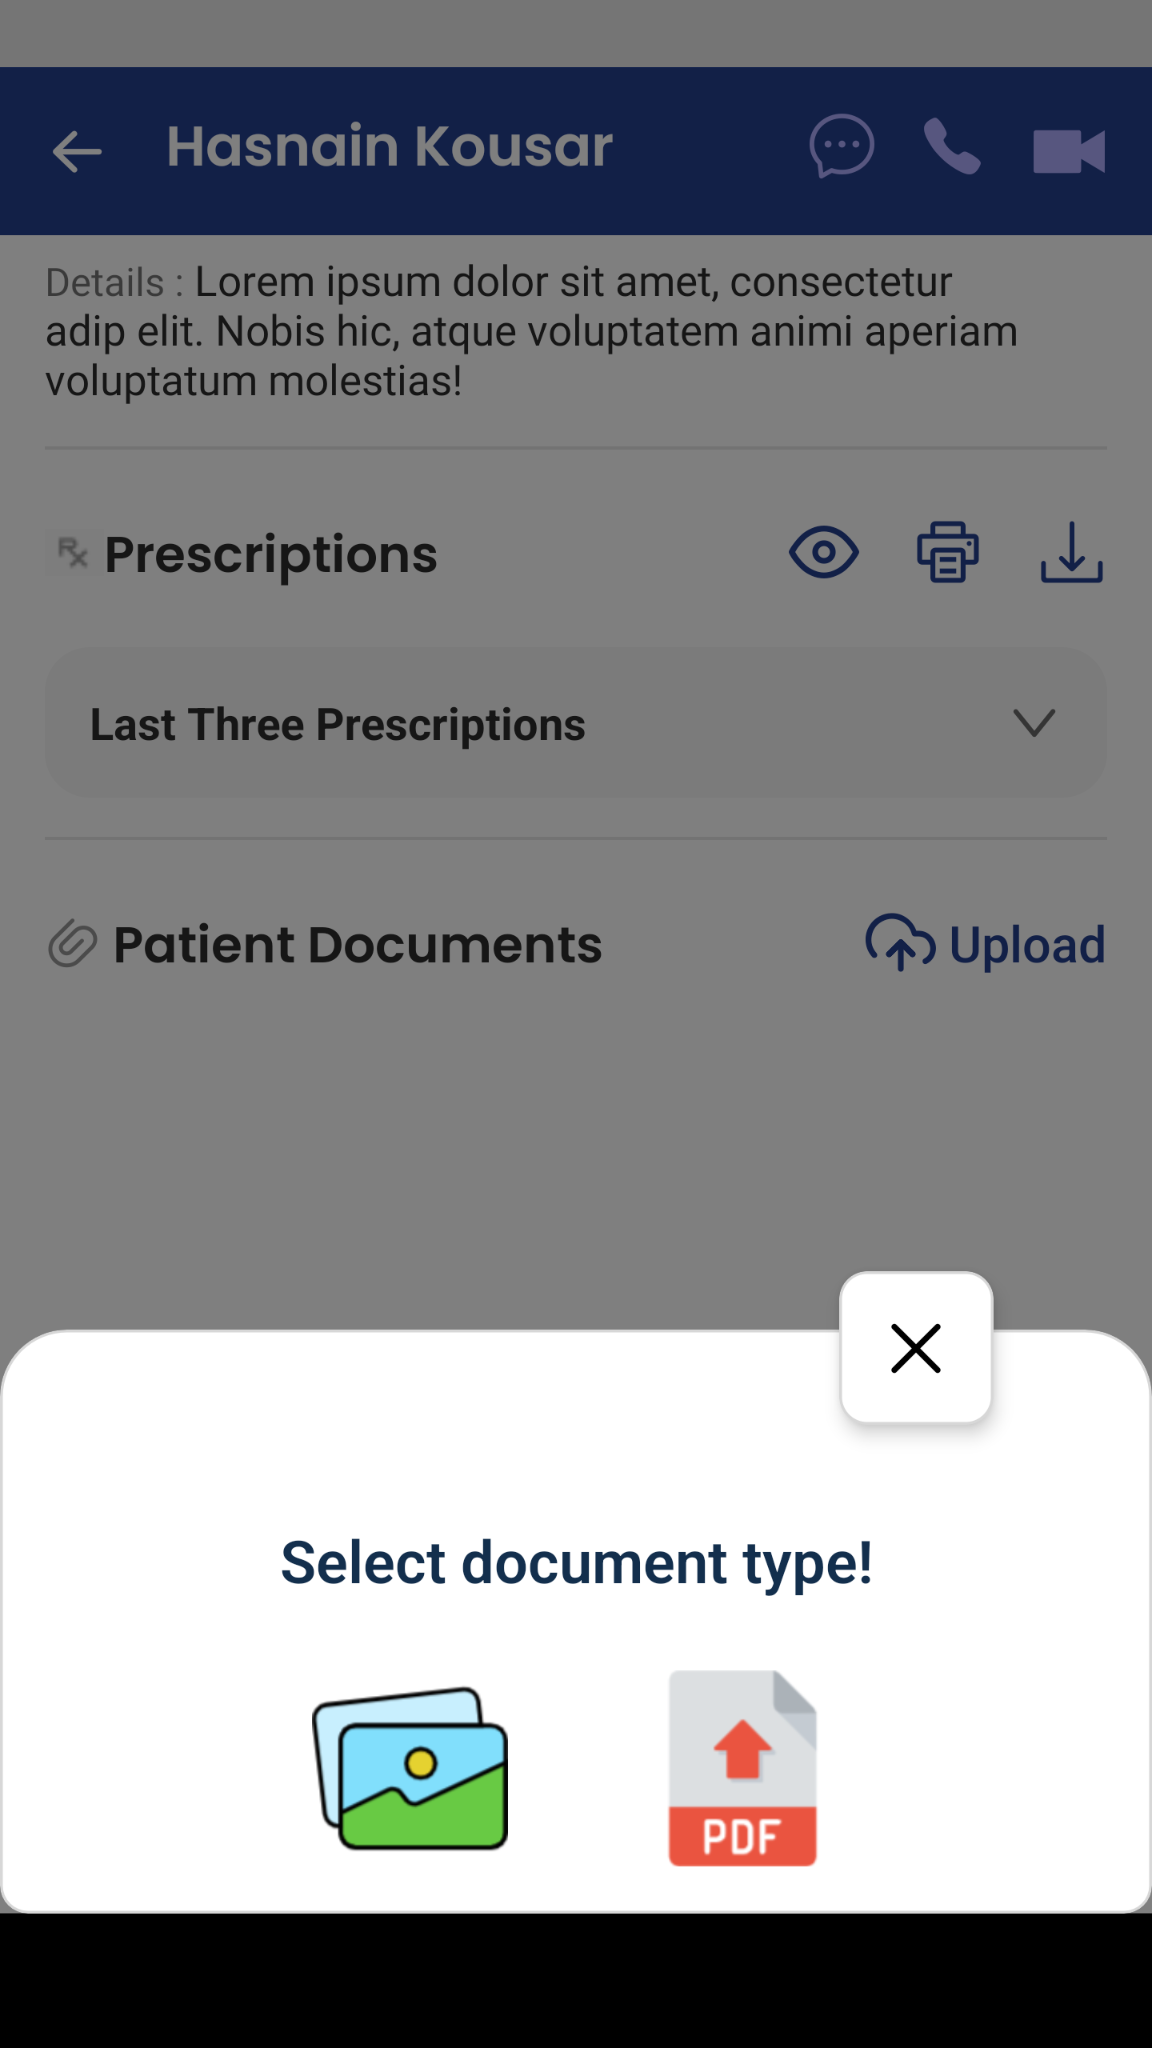 Hasnain Kousar
Details : Lorem ipsum dolor sit amet, consectetur
adip elit. Nobis hic, atque voluptatem animi aperiam
voluptatum molestias!
Rx Prescriptions
Last Three Prescriptions
Patient Documents
Upload
Select document type!
PDF